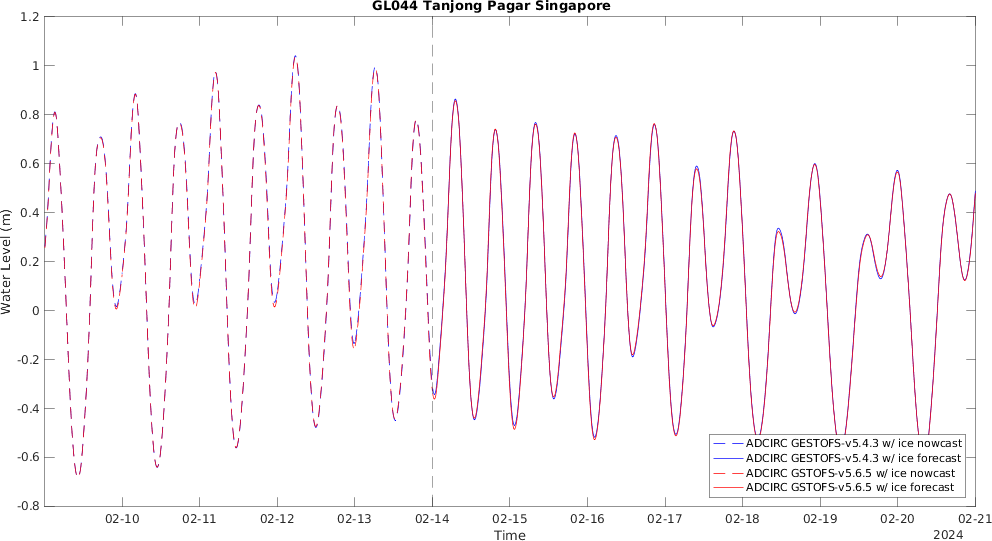 GL044 Tanjong Pagar Singapore
1.2
1
0.8
0.6
0.4
0.2
0
-0.2
-0.4
-0.6
-0.8
Water Level (m)
ADCIRC GESTOFS-v5.4.3 w/ ice nowcast
ADCIRC GESTOFS-v5.4.3 w/ ice forecast
ADCIRC GSTOFS-v5.6.5 w/ ice nowcast
ADCIRC GSTOFS-v5.6.5 w/ ice forecast
02-10 02-11 02-12 02-13 02-14 02-15 02-16 02-17 02-18 02-19 02-20 02-21
Time
2024